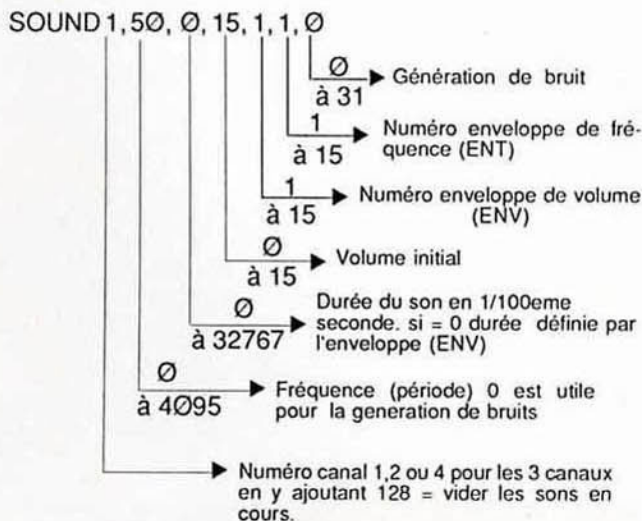 SOUND 1,5Ø, Ø, 15, 1, 1, Ø
Ø
à 31
Génération de bruit
1
à 15
Numéro enveloppe de fré-
quence (ENT)
1
à 15
Numéro enveloppe de volume
(ENV)
Ø
à 15
Volume initial
Ø
à 32767
Durée du son en 1/100eme
seconde. si = 0 durée définie par
l'enveloppe (ENV)
Ø
à 4Ø95
Fréquence (période) 0 est utile
pour la generation de bruits
Numéro canal 1,2 ou 4 pour les 3 canaux
en y ajoutant 128 = vider les sons en
cours.